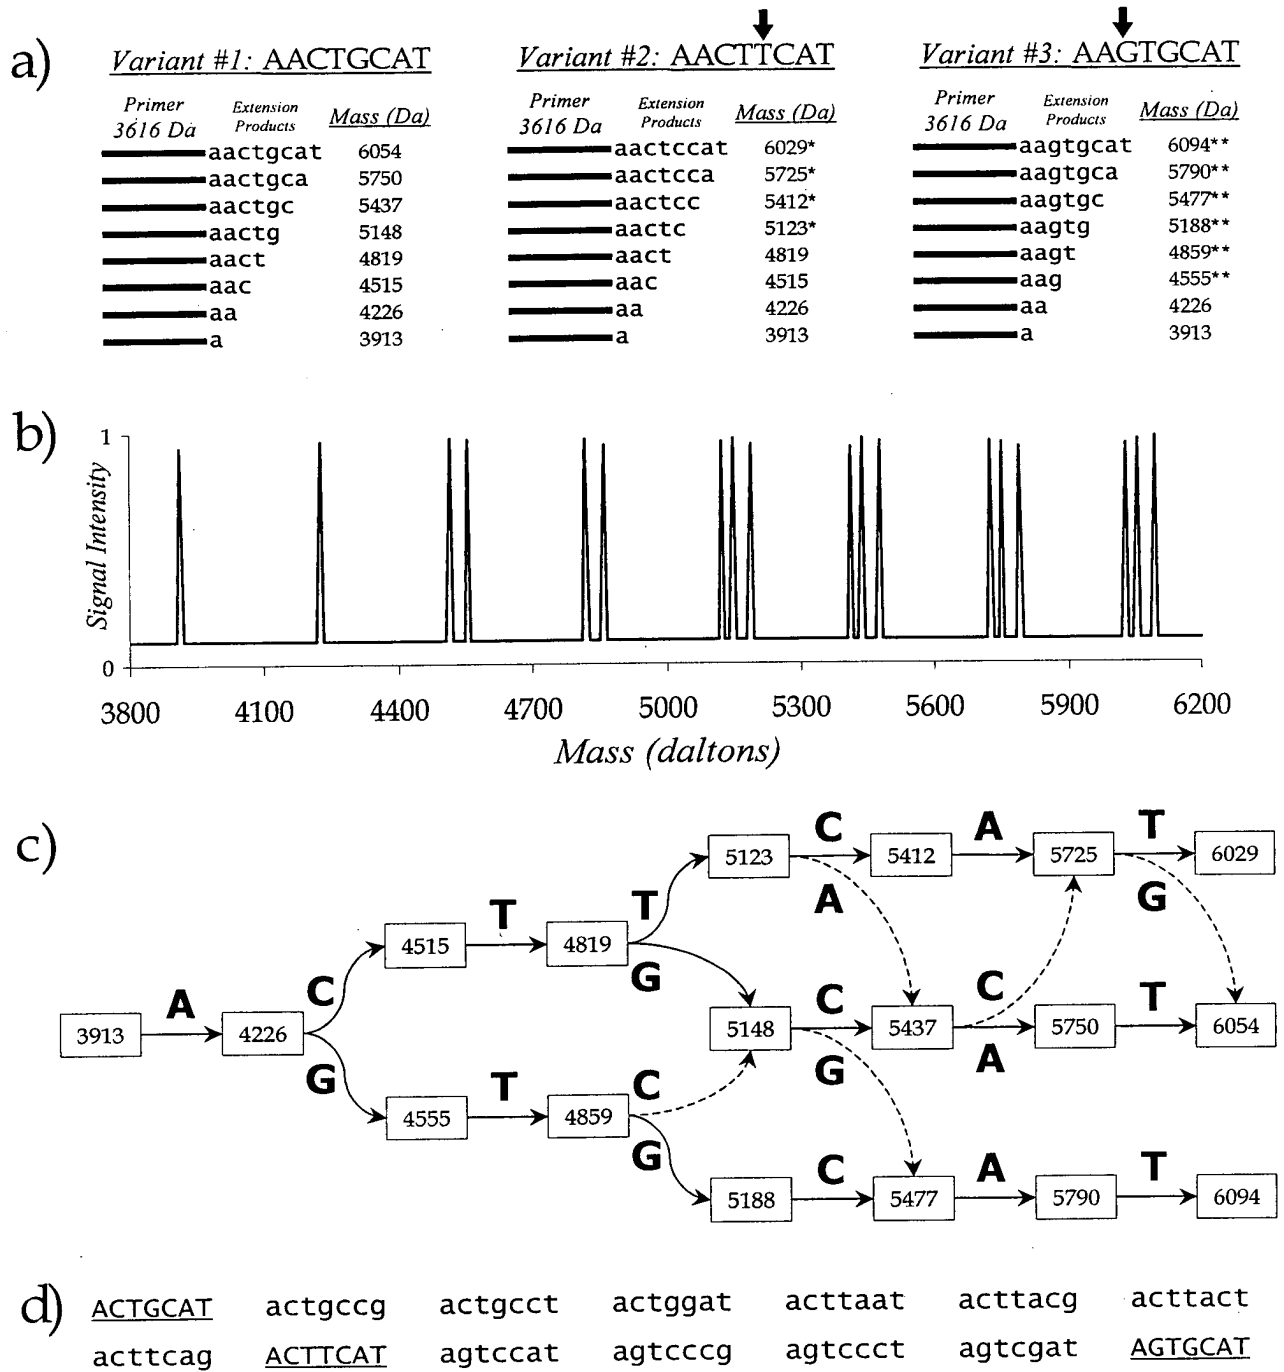 a)
Variant #1: AACTGCAT
Primer 3616 Da Extension Products Mass (Da)
aactgcat 6054
aactgca 5750
aactgc 5437
aactg 5148
aact 4819
aac 4515
aa 4226
a 3913
Variant #2: AACTTCAT
Primer 3616 Da Extension Products Mass (Da)
aactccat 6029*
aactcca 5725*
aactcc 5412*
aactc 5123*
aact 4819
aac 4515
aa 4226
a 3913
Variant #3: AAGTGCAT
Primer 3616 Da Extension Products Mass (Da)
aagtgcat 6094**
aagtgca 5790**
aagtgc 5477**
aagtg 5188**
aagt 4859**
aag 4555**
aa 4226
a 3913
b)
Signal Intensity
1
0
3800 4100 4400 4700 5000 5300 5600 5900 6200
Mass (daltons)
c)
C A T
5123 5412 5725 6029
T T A G
4515 4819
C G C C T
A
3913 4226 5148 5437 5750 6054
G T C G A
4555 4859
G C A T
5188 5477 5790 6094
d)
ACTGCAT actgccg actgcct actggat acttaat acttacg acttact
acttcag ACTTCAT agtccat agtcccg agtccct agtcgat AGTGCAT